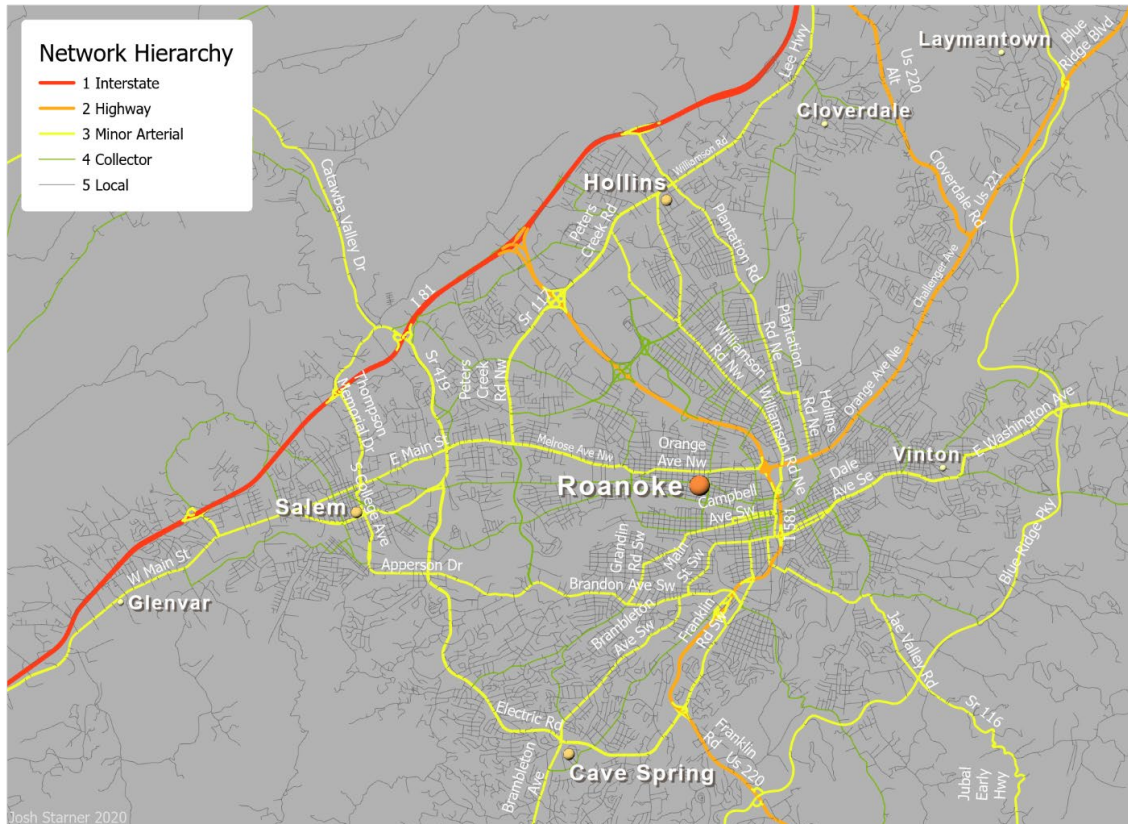 Network Hierarchy
1 Interstate
2 Highway
3 Minor Arterial
4 Collector
5 Local
Laymantown
Blue
Ridge Blvd
Us 220
Alt
Lee Hwy
Cloverdale
Williamson Rd
Hollins
Cloverdale
Rd
Us 221
Catawba Valley Dr
Peters
Creek Rd
Plantation Rd
Challenger Ave
I 81
Sr 117
Sr 419
Peters
Creek
Rd Nw
Williamson
Rd Nw
Plantation
Rd Ne
Thompson
Memorial Dr
Hollins
Rd Ne
Orange Ave Ne
Williamson Rd Ne
E Main St
Melrose Ave Nw
Orange
Ave Nw
Vinton
E Washington Ave
Roanoke
Dale
Ave Se
Campbell
Ave Sw
Salem
S College Ave
I 581
Grandin
Rd Sw
Main
St Sw
Blue Ridge Pky
W Main St
Apperson Dr
Brandon Ave Sw
Glenvar
Brambleton
Ave Sw
Franklin
Rd Sw
Jae Valley Rd
Electric Rd
Sr 116
Franklin
Rd
Us 220
Brambleton
Ave
Cave Spring
Jubal
Early
Hwy
Josh Starner 2020